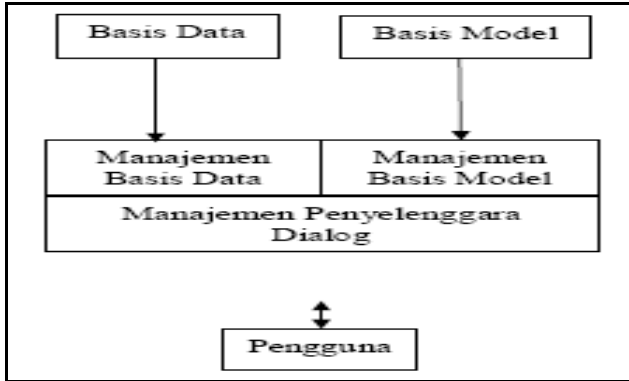 Basis Data
Basis Model
Manajemen
Basis Data
Manajemen
Basis Model
Manajemen Penyelenggara
Dialog
Pengguna